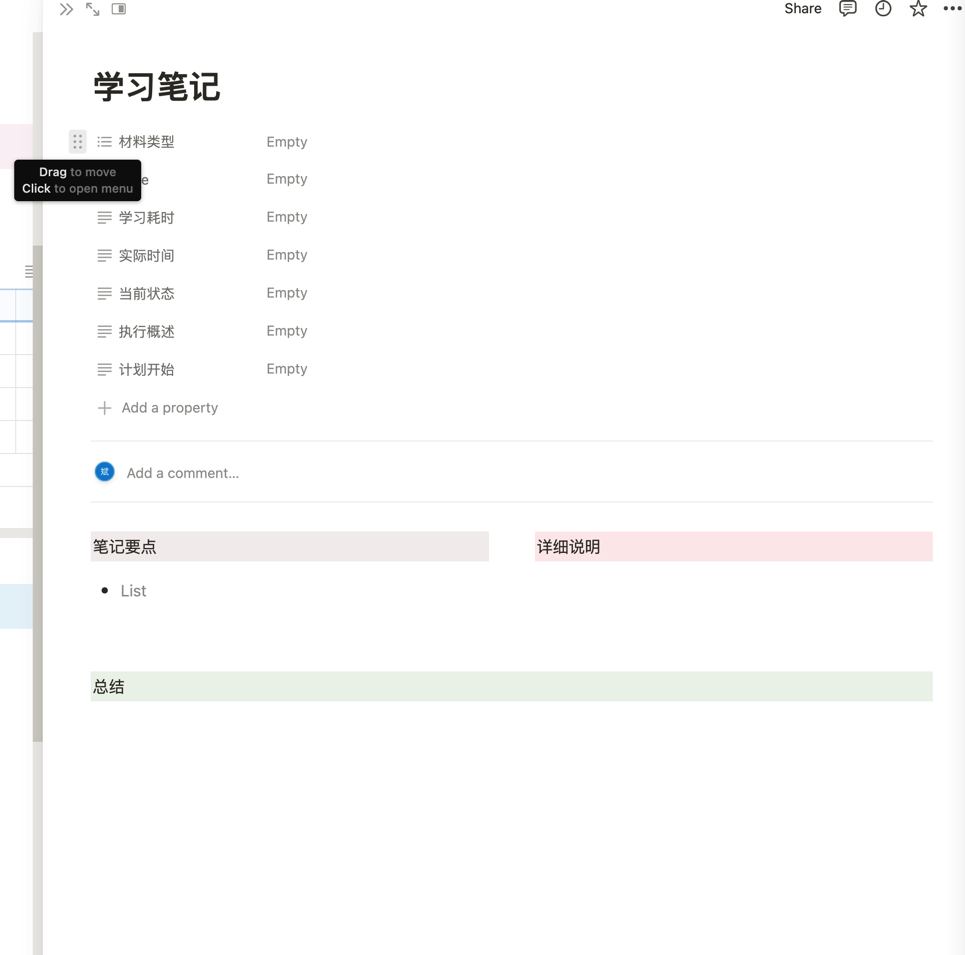 Share
学习笔记
材料类型 Empty
Drag to move
Click to open menu
Empty
学习耗时 Empty
实际时间 Empty
当前状态 Empty
执行概述 Empty
计划开始 Empty
Add a property
斌 Add a comment...
笔记要点
List
详细说明
总结